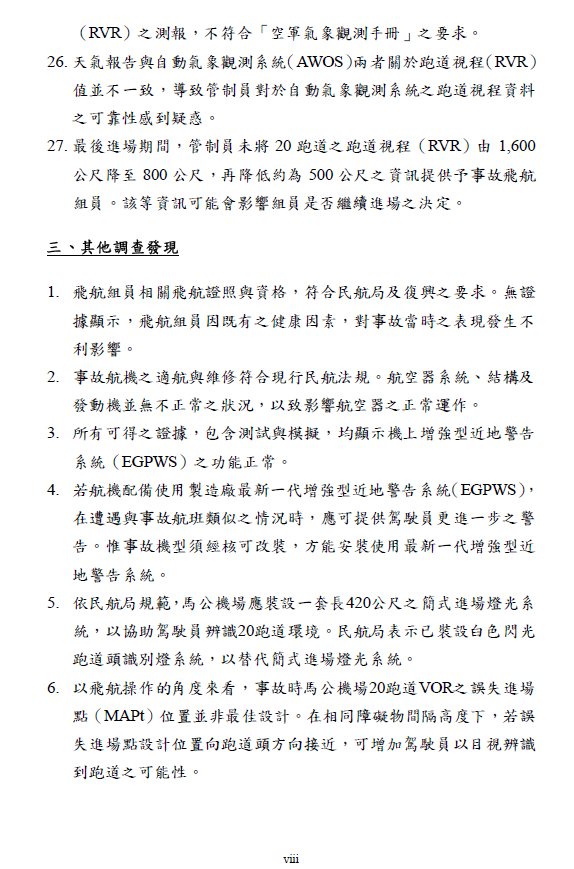 （RVR）之測報，不符合「空軍氣象觀測手冊」之要求。
26. 天氣報告與自動氣象觀測系統（AWOS）兩者關於跑道視程（RVR）
值並不一致，導致管制員對於自動氣象觀測系統之跑道視程資料
之可靠性感到疑惑。
27. 最後進場期間，管制員未將 20 跑道之跑道視程（RVR）由 1,600
公尺降至 800 公尺，再降低約為 500 公尺之資訊提供予事故飛航
組員。該等資訊可能會影響組員是否繼續進場之決定。
三、其他調查發現
1. 飛航組員相關飛航證照與資格，符合民航局及復興之要求。無證
據顯示，飛航組員因既有之健康因素，對事故當時之表現發生不
利影響。
2. 事故航機之適航與維修符合現行民航法規。航空器系統、結構及
發動機並無不正常之狀況，以致影響航空器之正常運作。
3. 所有可得之證據，包含測試與模擬，均顯示機上增強型近地警告
系統（EGPWS）之功能正常。
4. 若航機配備使用製造廠最新一代增強型近地警告系統（EGPWS），
在遭遇與事故航班類似之情況時，應可提供駕駛員更進一步之警
告。惟事故機型須經核可改裝，方能安裝使用最新一代增強型近
地警告系統。
5. 依民航局規範，馬公機場應裝設一套長420公尺之簡式進場燈光系
統，以協助駕駛員辨識20跑道環境。民航局表示已裝設白色閃光
跑道頭識別燈系統，以替代簡式進場燈光系統。
6. 以飛航操作的角度來看，事故時馬公機場20跑道VOR之誤失進場
點（MAPt）位置並非最佳設計。在相同障礙物間隔高度下，若誤
失進場點設計位置向跑道頭方向接近，可增加駕駛員以目視辨識
到跑道之可能性。
viii